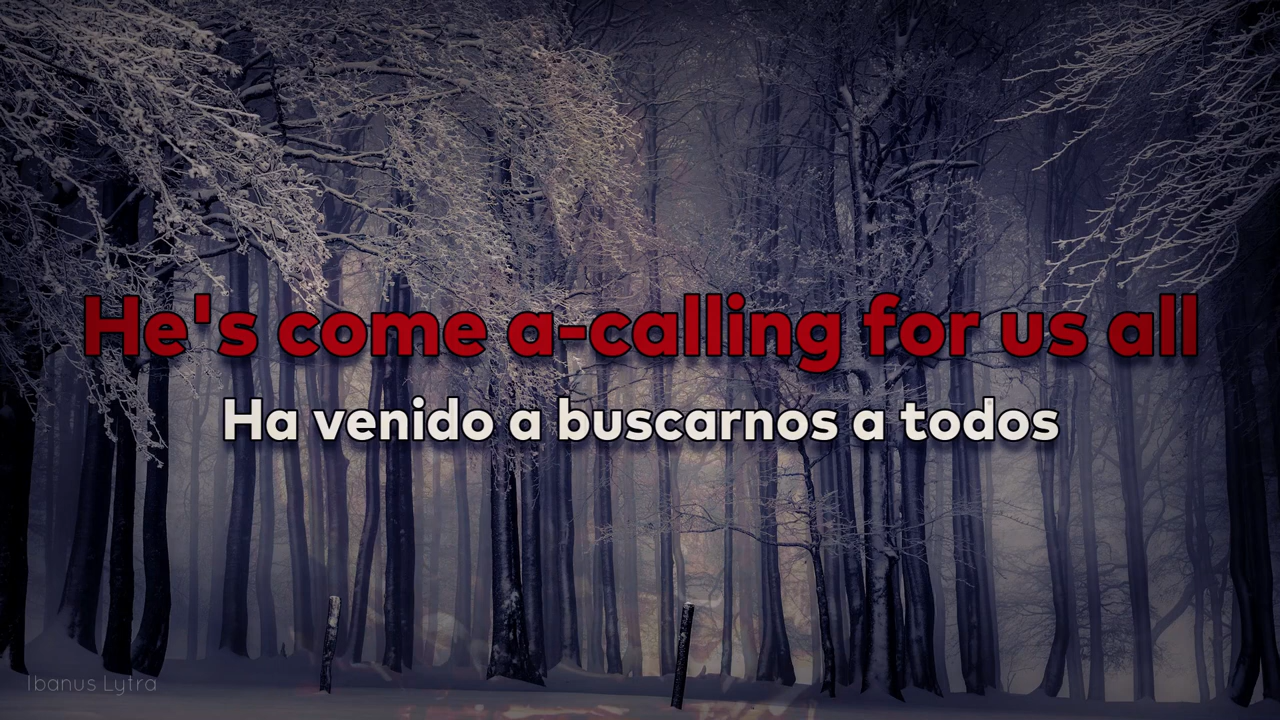 He's come a-calling for us all
Ha venido a buscarnos a todos
Ibanus Lytra